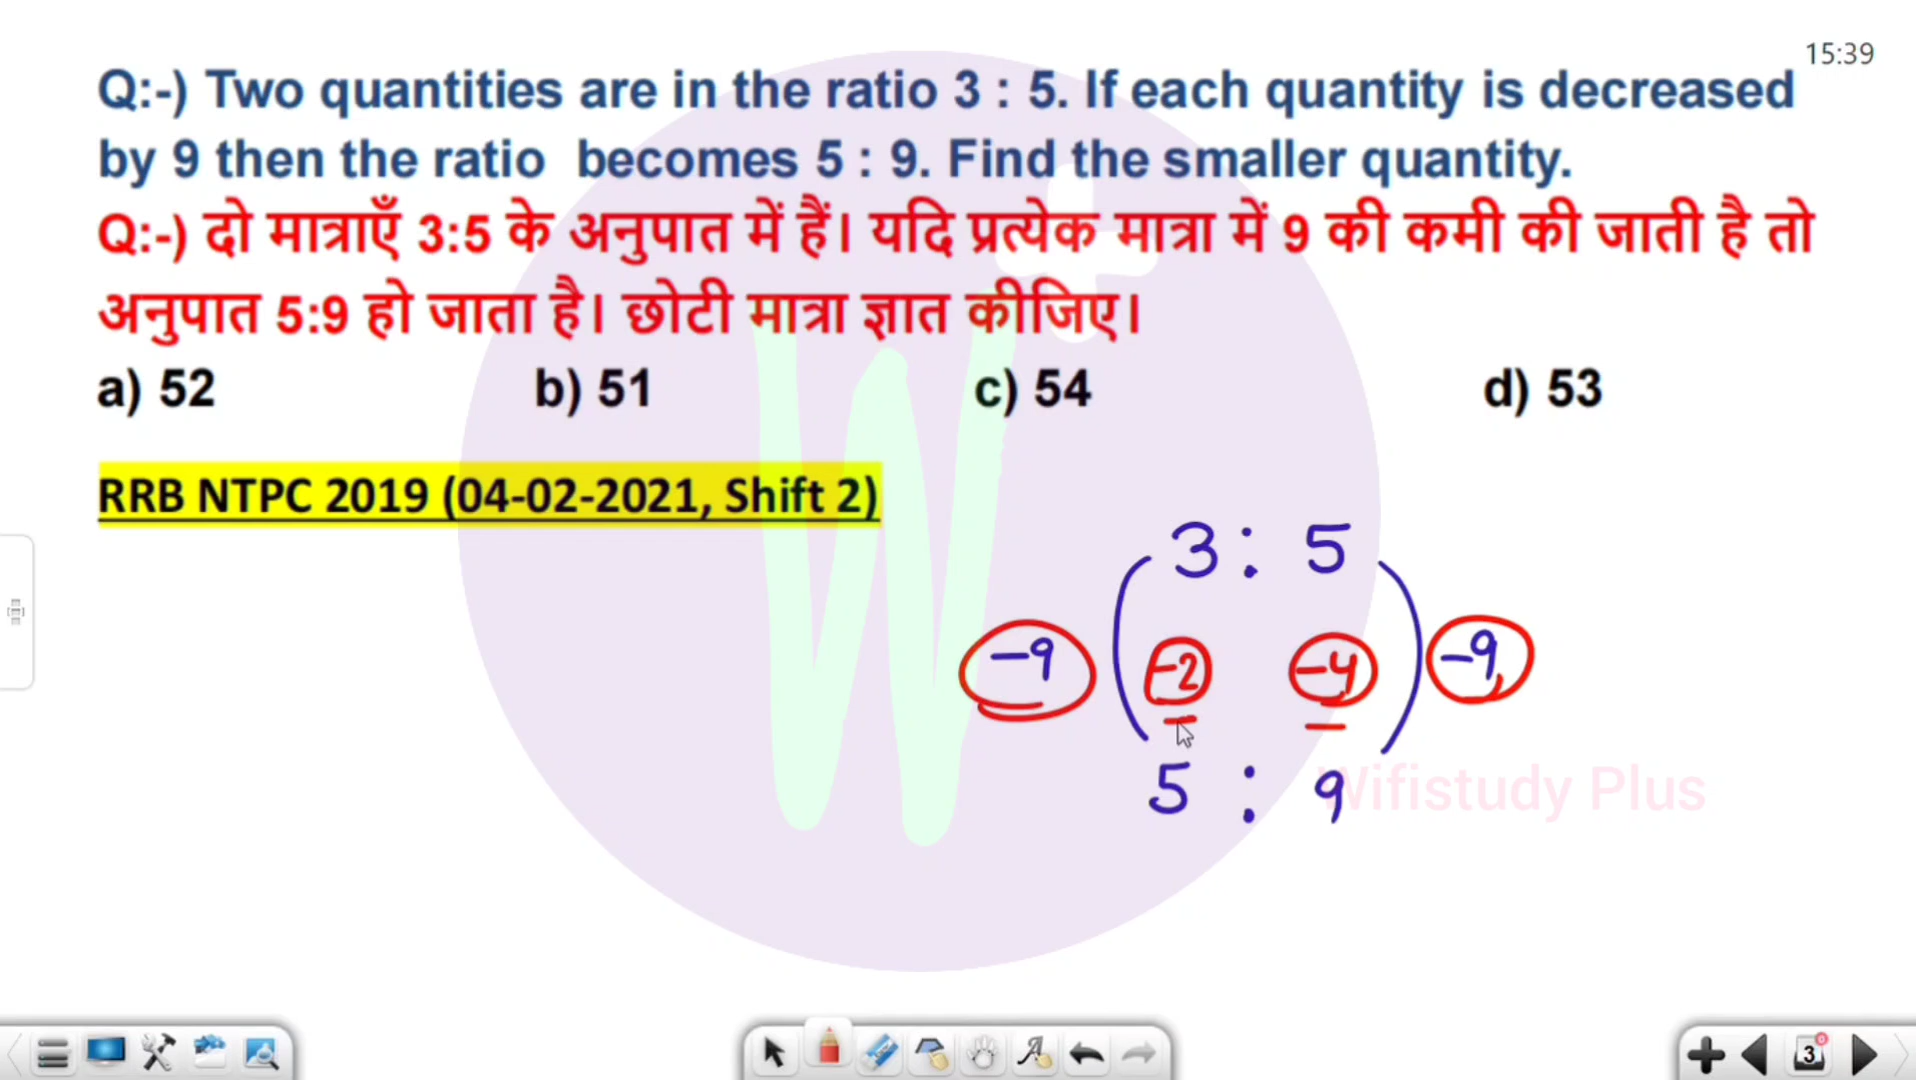 15:39
Q:-) Two quantities are in the ratio 3 : 5. If each quantity is decreased
by 9 then the ratio becomes 5 : 9. Find the smaller quantity.
Q:-) दो मात्राएँ 3:5 के अनुपात में हैं। यदि प्रत्येक मात्रा में 9 की कमी की जाती है तो
अनुपात 5:9 हो जाता है। छोटी मात्रा ज्ञात कीजिए।
a) 52 b) 51 c) 54 d) 53
RRB NTPC 2019 (04-02-2021, Shift 2)
3 : 5
-9 -2 -4 -9
5 : 9
Wifistudy Plus
3